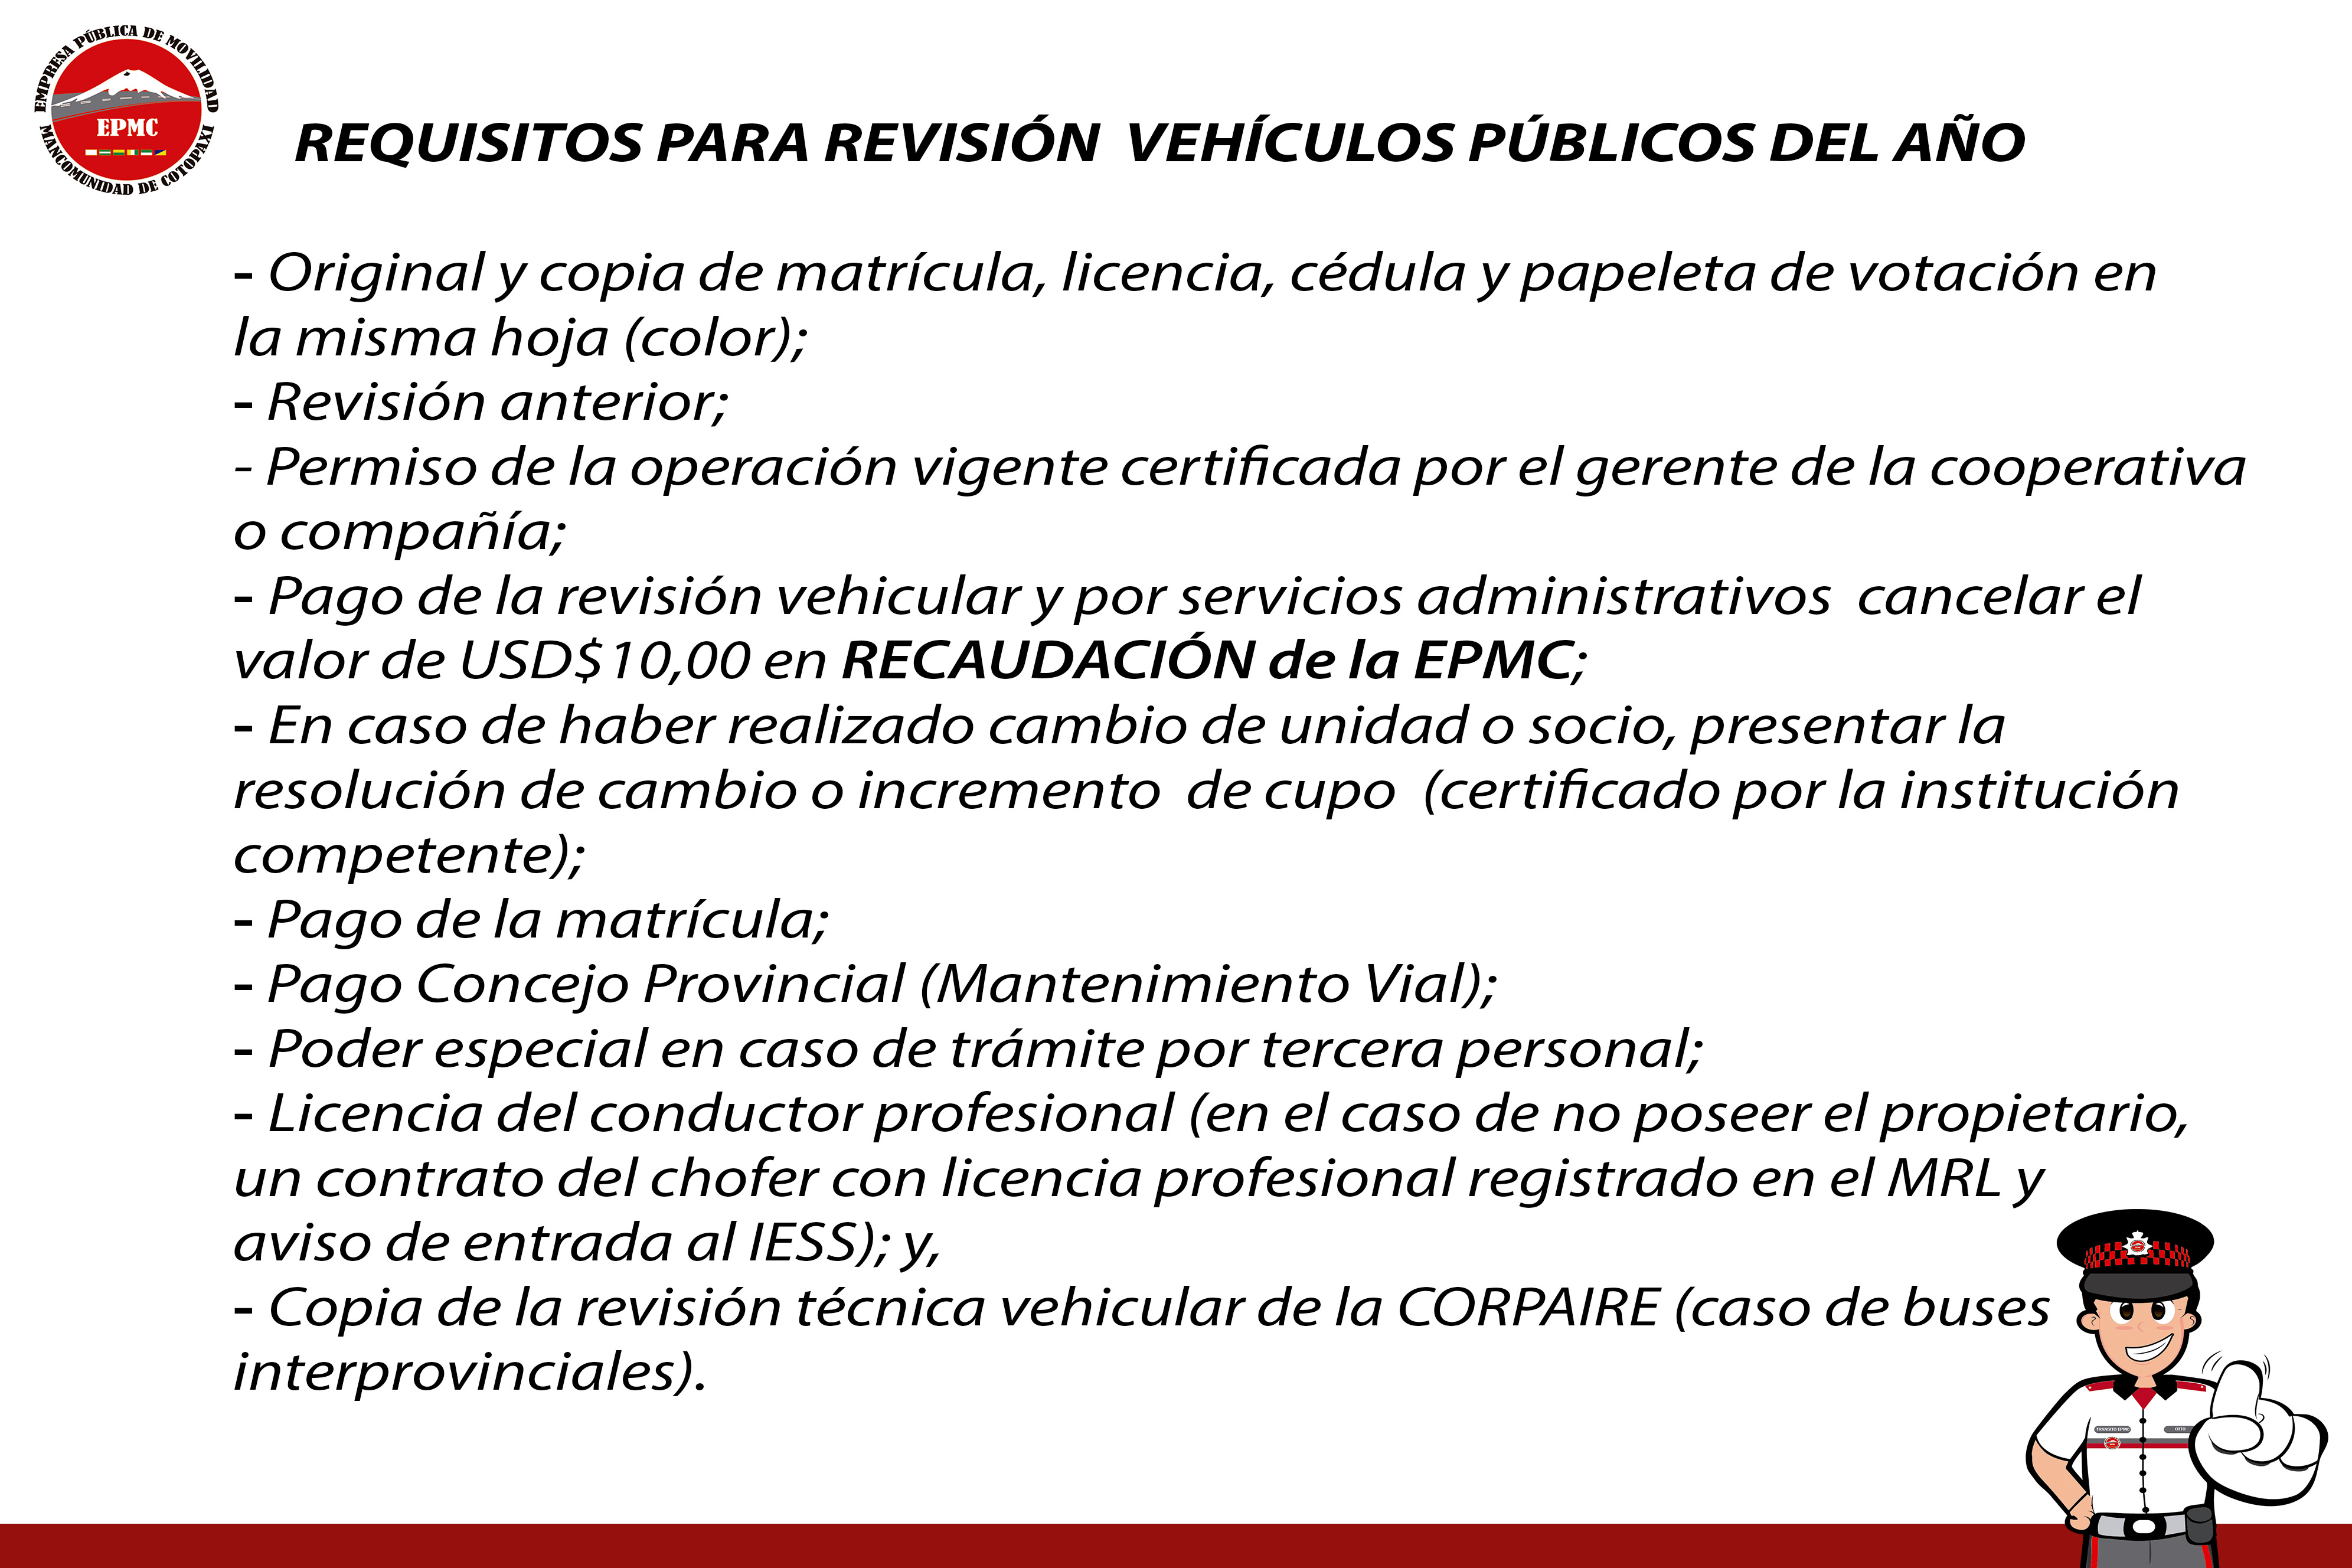 EMPRESA PÚBLICA DE MOVILIDAD
EPMC
MANCOMUNIDAD DE COTOPAXI
REQUISITOS PARA REVISIÓN  VEHÍCULOS PÚBLICOS DEL AÑO
- Original y copia de matrícula, licencia, cédula y papeleta de votación en
la misma hoja (color);
- Revisión anterior;
- Permiso de la operación vigente certificada por el gerente de la cooperativa
o compañía;
- Pago de la revisión vehicular y por servicios administrativos  cancelar el
valor de USD$10,00 en RECAUDACIÓN de la EPMC;
- En caso de haber realizado cambio de unidad o socio, presentar la
resolución de cambio o incremento  de cupo  (certificado por la institución
competente);
- Pago de la matrícula;
- Pago Concejo Provincial (Mantenimiento Vial);
- Poder especial en caso de trámite por tercera personal;
- Licencia del conductor profesional (en el caso de no poseer el propietario,
un contrato del chofer con licencia profesional registrado en el MRL y
aviso de entrada al IESS); y,
- Copia de la revisión técnica vehicular de la CORPAIRE (caso de buses
interprovinciales).
TRANSITO EPMC